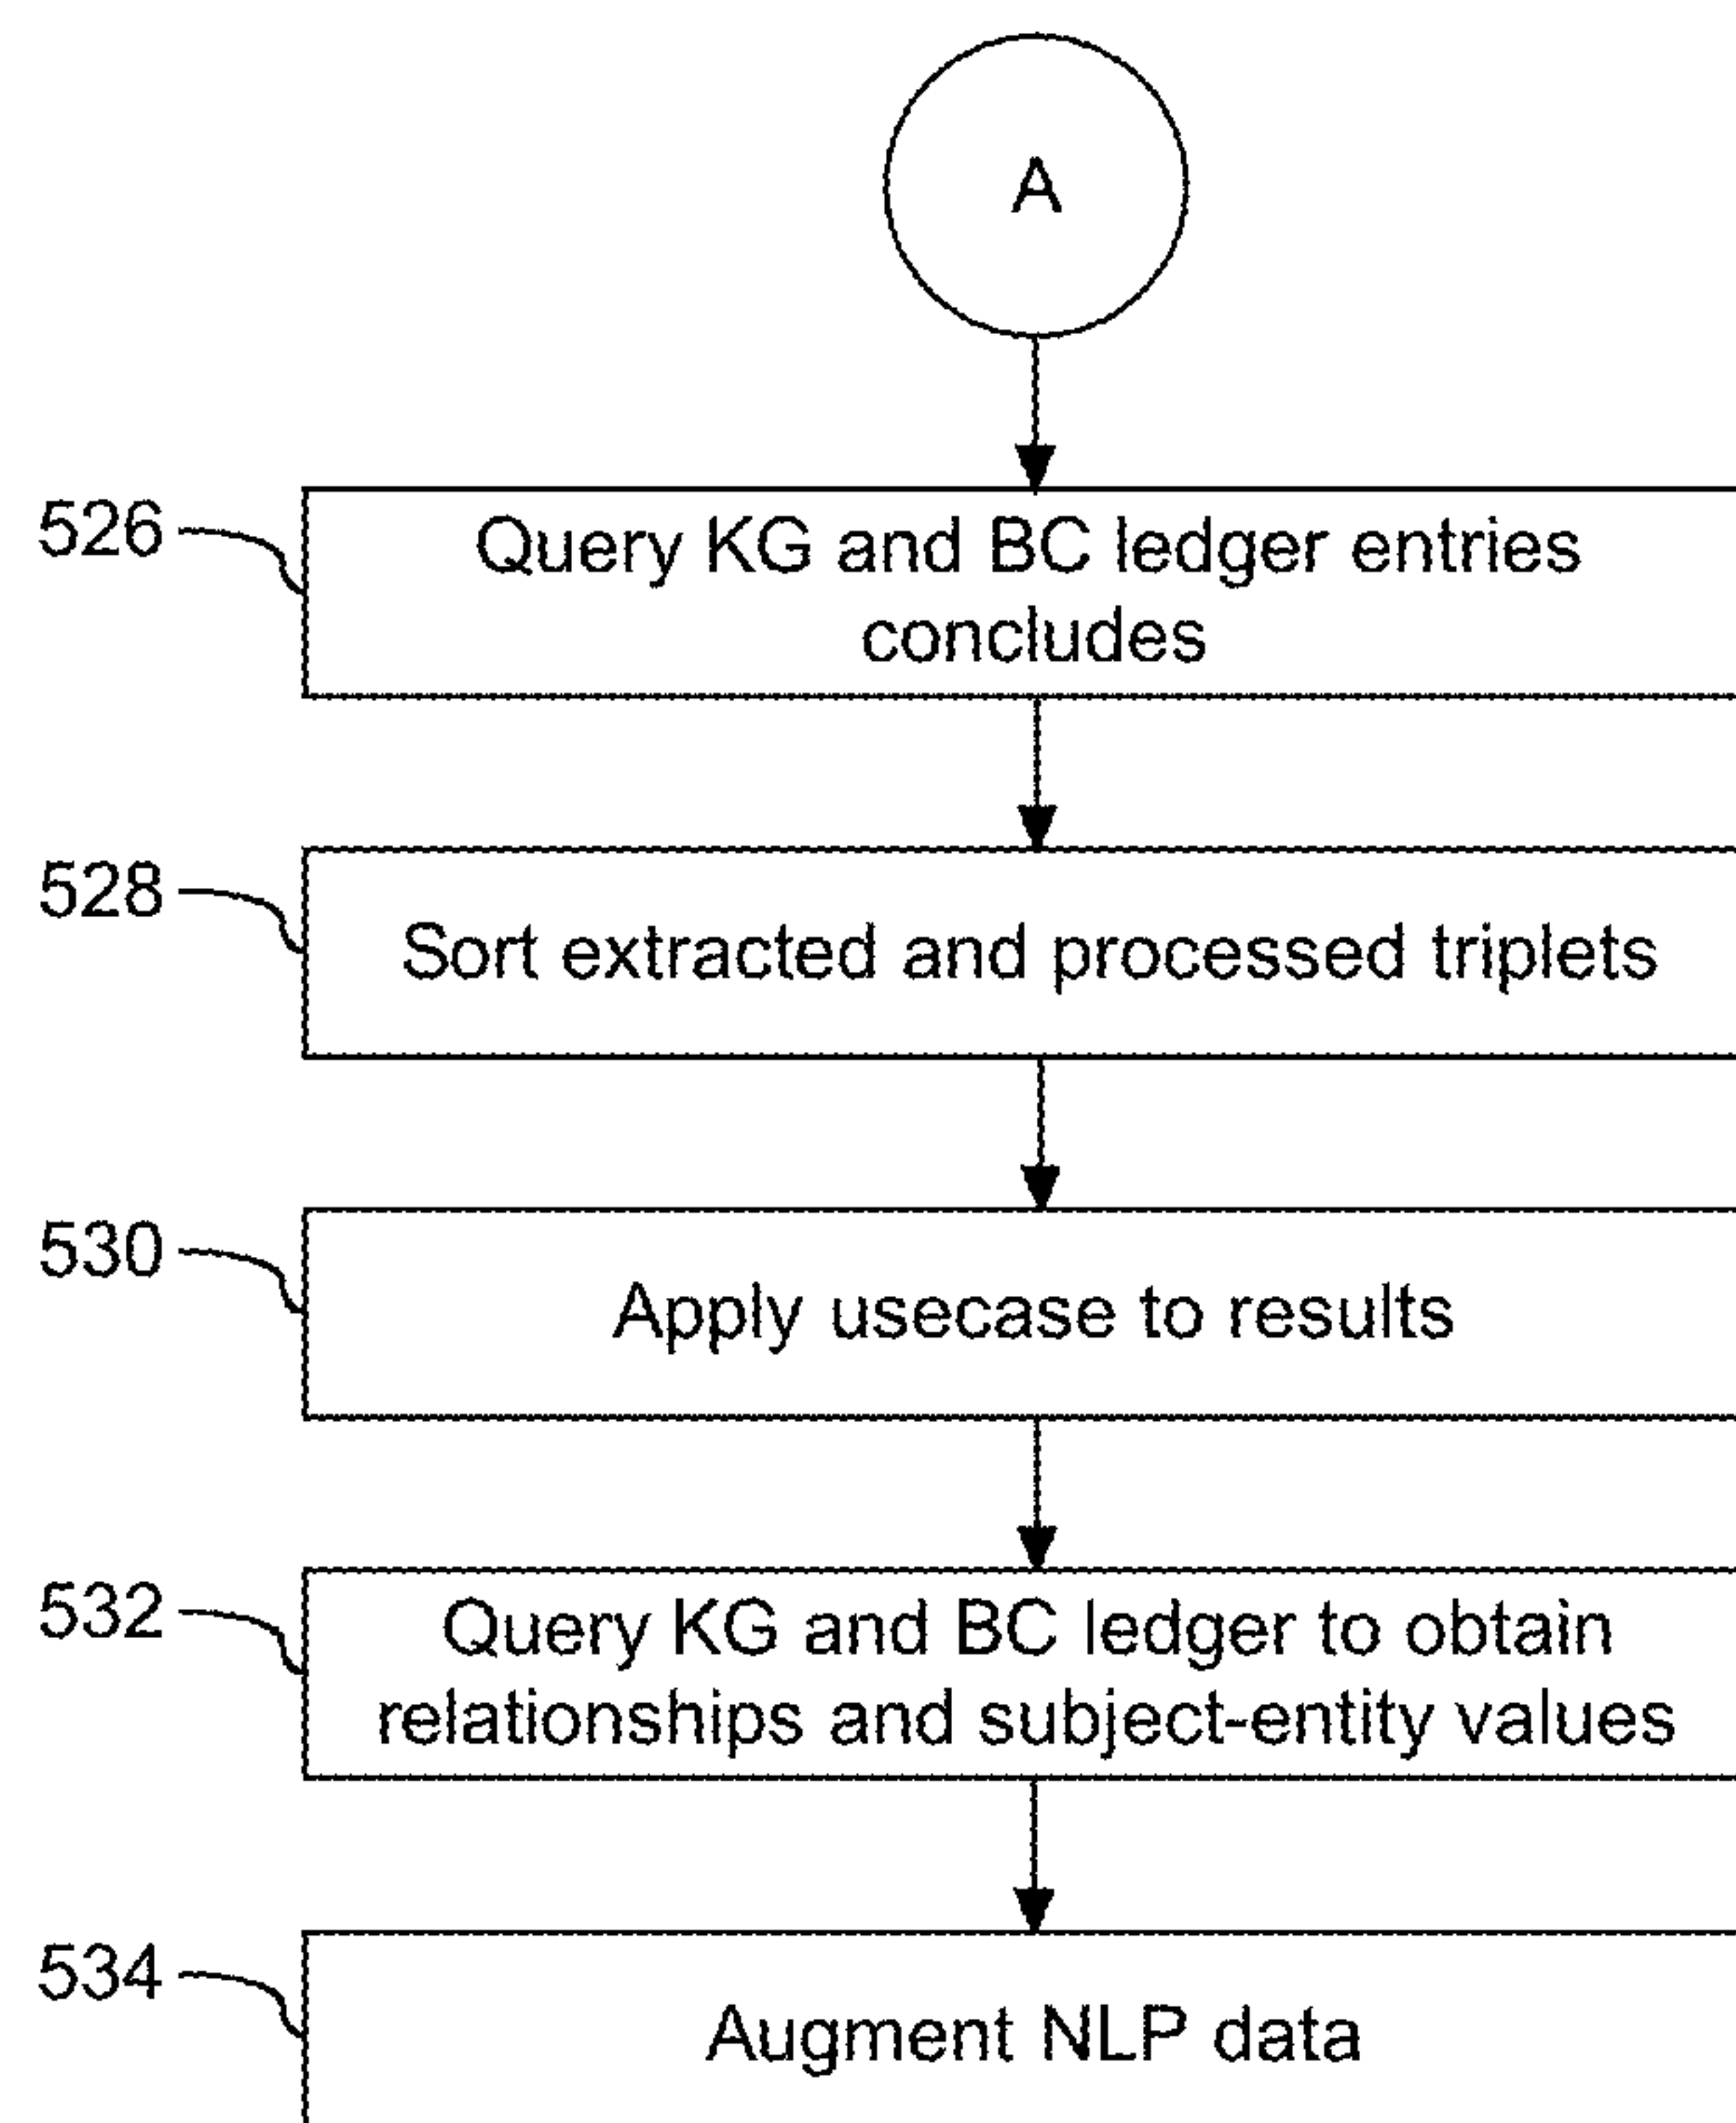 A
526
Query KG and BC ledger entries
concludes
528
Sort extracted and processed triplets
530
Apply usecase to results
532
Query KG and BC ledger to obtain
relationships and subject-entity values
534
Augment NLP data